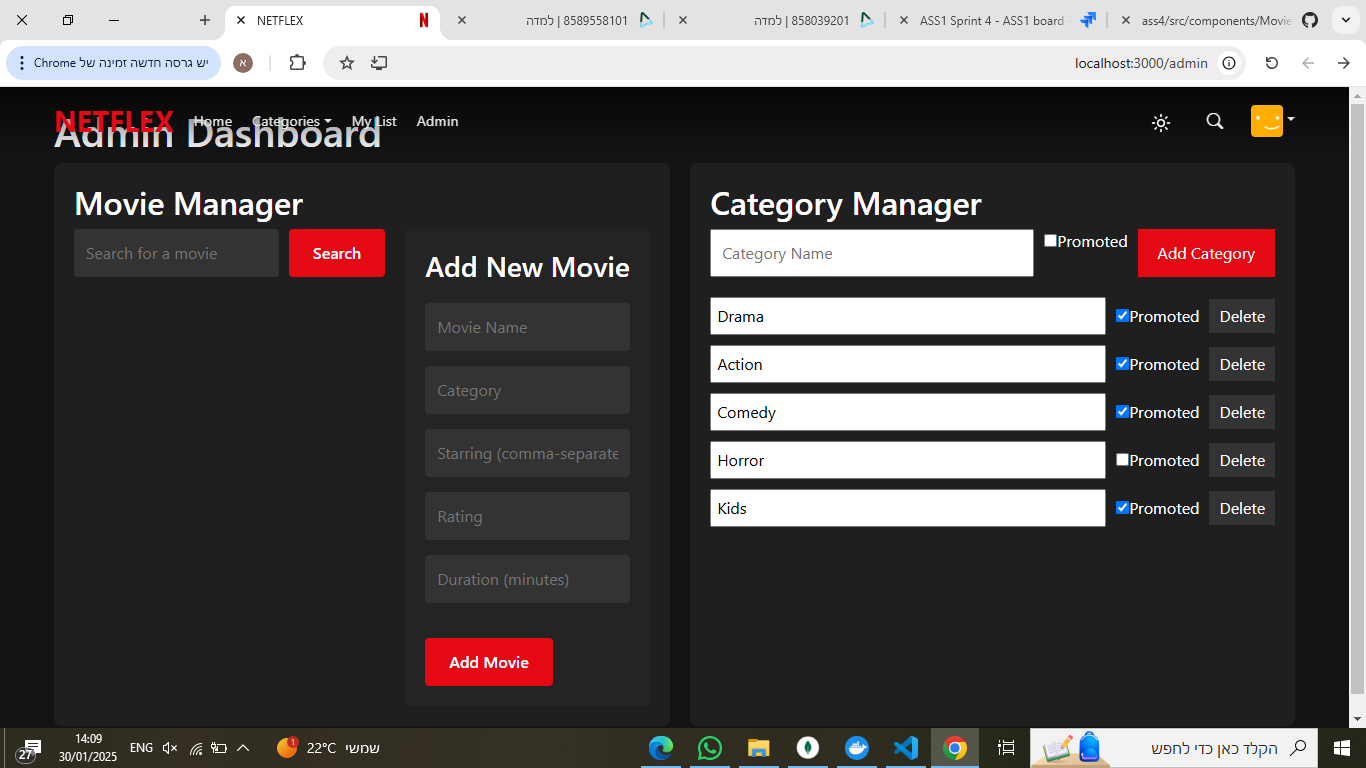 NETFLEX
8589558101 | למדה
858039201 | למדה
ASS1 Sprint 4 - ASS1 board -
ass4/src/components/Movie
יש גרסה חדשה זמינה של Chrome
א
localhost:3000/admin
NETFLEX
Home
Categories
My List
Admin
Admin Dashboard
Movie Manager
Search for a movie
Search
Add New Movie
Movie Name
Category
Starring (comma-separate
Rating
Duration (minutes)
Add Movie
Category Manager
Category Name
Promoted
Add Category
Drama
Promoted
Delete
Action
Promoted
Delete
Comedy
Promoted
Delete
Horror
Promoted
Delete
Kids
Promoted
Delete
27
14:09
30/01/2025
ENG
1
22°C שמשי
הקלד כאן כדי לחפש